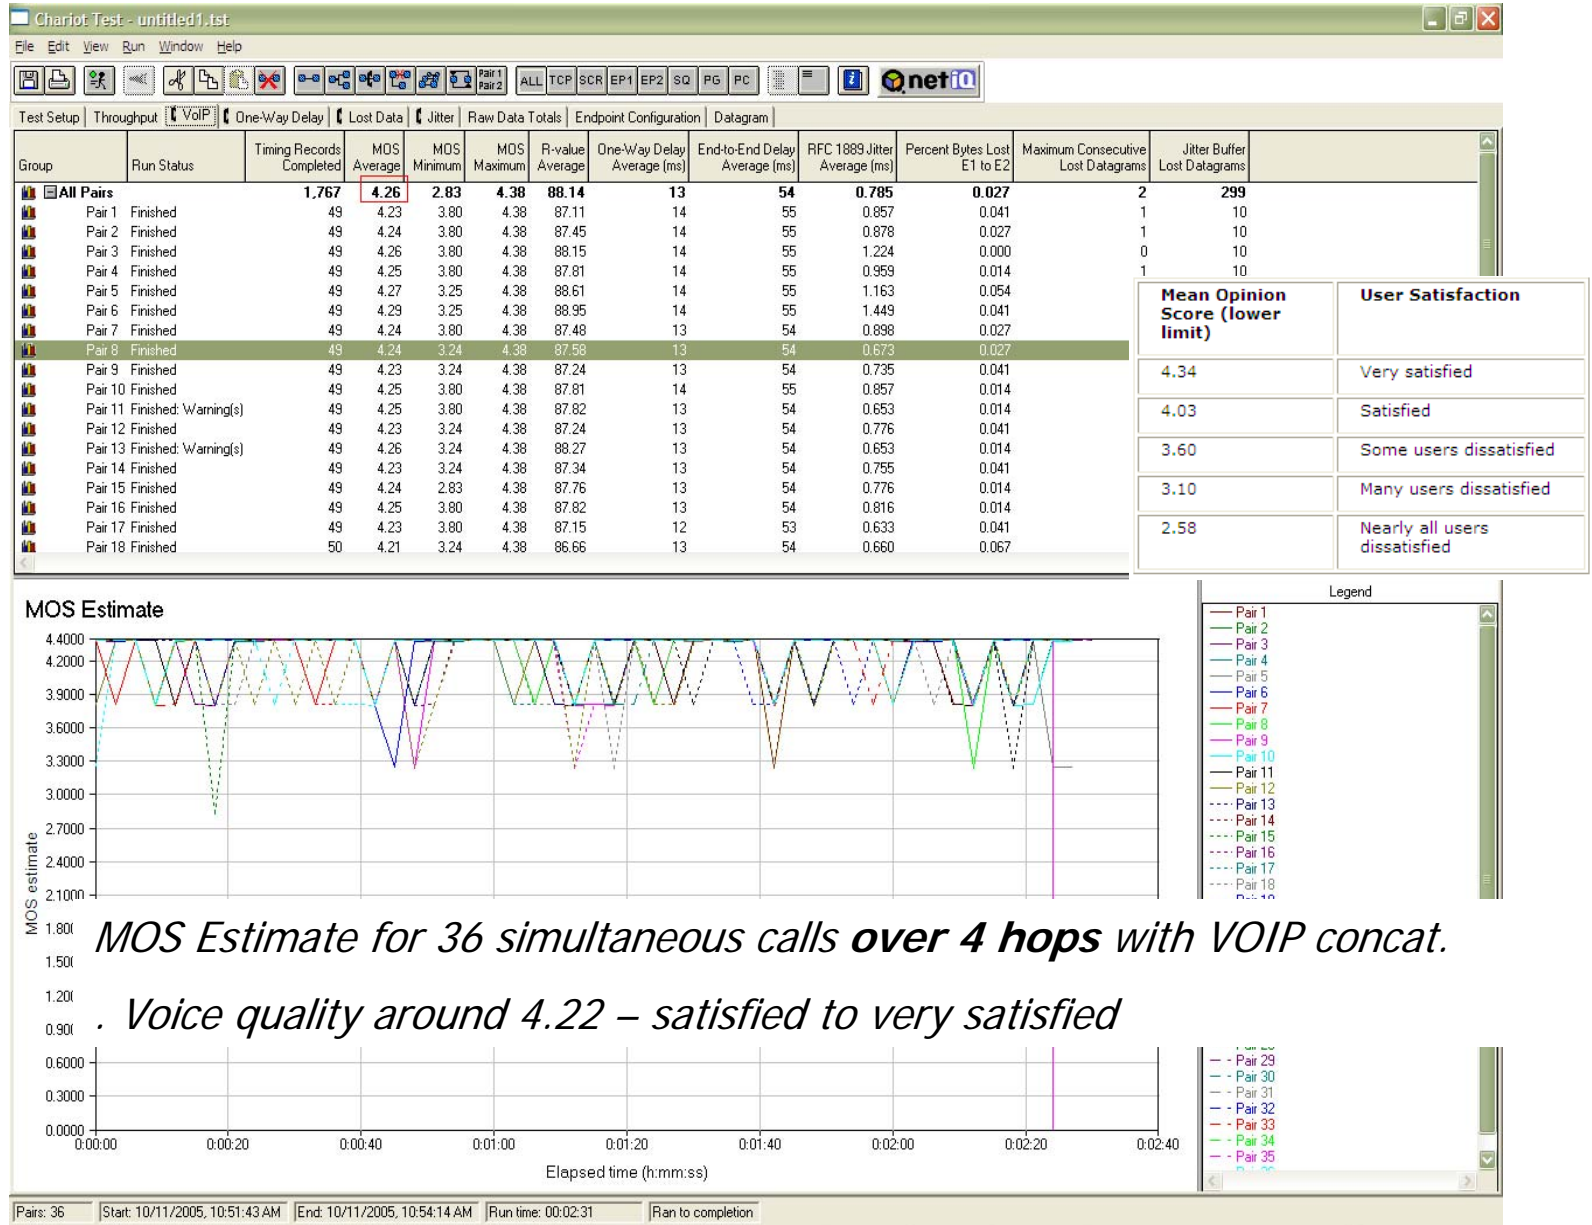 Chariot Test - untitled1.tst
File Edit View Run Window Help
Pair 1 Pair 2 ALL TCP SCR EP1 EP2 SQ PG PC netiQ
Test Setup Throughput VoIP One-Way Delay Lost Data Jitter Raw Data Totals Endpoint Configuration Datagram
Group Run Status Timing Records Completed MOS Average MOS Minimum MOS Maximum R-value Average One-Way Delay Average (ms) End-to-End Delay Average (ms) RFC 1889 Jitter Average (ms) Percent Bytes Lost E1 to E2 Maximum Consecutive Lost Datagrams Jitter Buffer Lost Datagrams
All Pairs 1,767 4.26 2.83 4.38 88.14 13 54 0.785 0.027 2 299
Pair 1 Finished 49 4.23 3.80 4.38 87.11 14 55 0.857 0.041 1 10
Pair 2 Finished 49 4.24 3.80 4.38 87.45 14 55 0.878 0.027 1 10
Pair 3 Finished 49 4.26 3.80 4.38 88.15 14 55 1.224 0.000 0 10
Pair 4 Finished 49 4.25 3.80 4.38 87.81 14 55 0.959 0.014 1 10
Pair 5 Finished 49 4.27 3.25 4.38 88.61 14 55 1.163 0.054
Pair 6 Finished 49 4.29 3.25 4.38 88.95 14 55 1.449 0.041
Pair 7 Finished 49 4.24 3.80 4.38 87.48 13 54 0.898 0.027
Pair 8 Finished 49 4.24 3.24 4.38 87.58 13 54 0.673 0.027
Pair 9 Finished 49 4.23 3.24 4.38 87.24 13 54 0.735 0.041
Pair 10 Finished 49 4.25 3.80 4.38 87.81 14 55 0.857 0.014
Pair 11 Finished: Warning(s) 49 4.25 3.80 4.38 87.82 13 54 0.653 0.014
Pair 12 Finished 49 4.23 3.24 4.38 87.24 13 54 0.776 0.041
Pair 13 Finished: Warning(s) 49 4.26 3.24 4.38 88.27 13 54 0.653 0.014
Pair 14 Finished 49 4.23 3.24 4.38 87.34 13 54 0.755 0.041
Pair 15 Finished 49 4.24 2.83 4.38 87.76 13 54 0.776 0.014
Pair 16 Finished 49 4.25 3.80 4.38 87.82 13 54 0.816 0.014
Pair 17 Finished 49 4.23 3.80 4.38 87.15 12 53 0.633 0.041
Pair 18 Finished 50 4.21 3.24 4.38 86.66 13 54 0.660 0.067
Mean Opinion Score (lower limit) User Satisfaction
4.34 Very satisfied
4.03 Satisfied
3.60 Some users dissatisfied
3.10 Many users dissatisfied
2.58 Nearly all users dissatisfied
MOS Estimate
4.4000
4.2000
3.9000
3.6000
3.3000
3.0000
2.7000
2.4000
2.1000
1.50
1.20
0.90
0.6000
0.3000
0.0000
MOS estimate
MOS Estimate for 36 simultaneous calls over 4 hops with VOIP concat.
. Voice quality around 4.22 – satisfied to very satisfied
0:00:00 0:00:20 0:00:40 0:01:00 0:01:20 0:01:40 0:02:00 0:02:20 0:02:40
Elapsed time (h:mm:ss)
Legend
Pair 1
Pair 2
Pair 3
Pair 4
Pair 5
Pair 6
Pair 7
Pair 8
Pair 9
Pair 10
Pair 11
Pair 12
Pair 13
Pair 14
Pair 15
Pair 16
Pair 17
Pair 18
Pair 29
Pair 30
Pair 31
Pair 32
Pair 33
Pair 34
Pair 35
Pairs: 36 Start: 10/11/2005, 10:51:43 AM End: 10/11/2005, 10:54:14 AM Run time: 00:02:31 Ran to completion